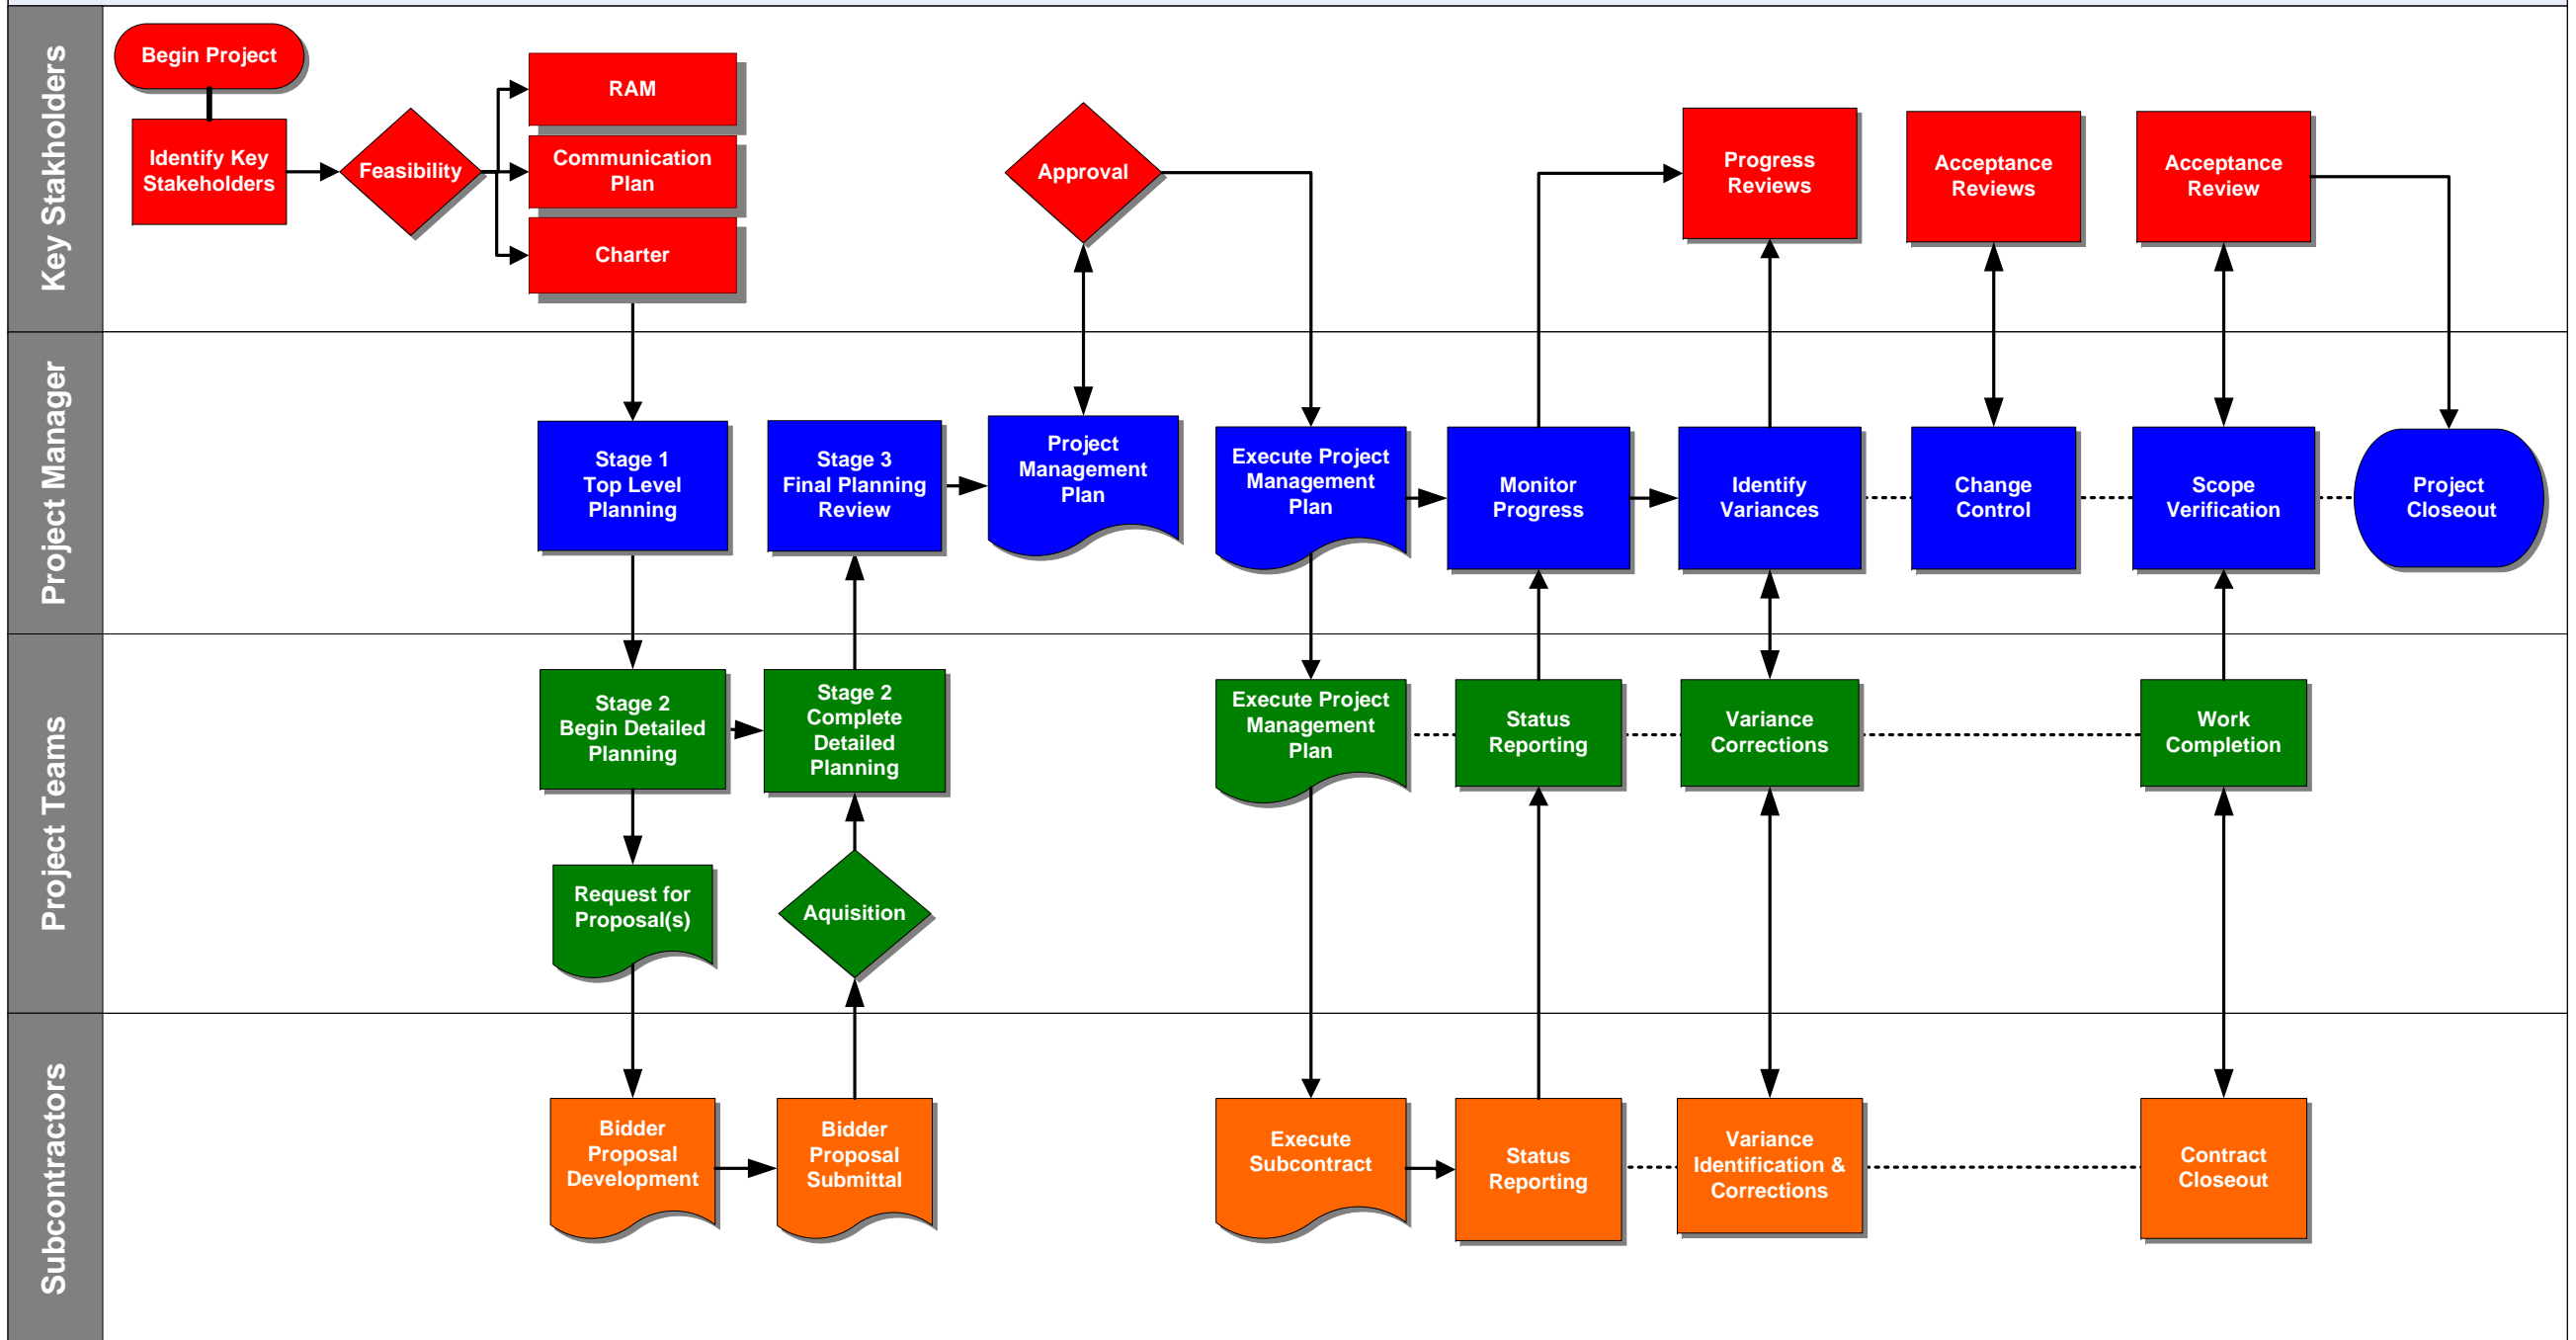 Key Stakholders
Begin Project
Identify Key
Stakeholders
Feasibility
RAM
Communication
Plan
Charter
Approval
Progress
Reviews
Acceptance
Reviews
Acceptance
Review
Project Manager
Stage 1
Top Level
Planning
Stage 3
Final Planning
Review
Project
Management
Plan
Execute Project
Management
Plan
Monitor
Progress
Identify
Variances
Change
Control
Scope
Verification
Project
Closeout
Project Teams
Stage 2
Begin Detailed
Planning
Stage 2
Complete
Detailed
Planning
Execute Project
Management
Plan
Status
Reporting
Variance
Corrections
Work
Completion
Request for
Proposal(s)
Aquisition
Subcontractors
Bidder
Proposal
Development
Bidder
Proposal
Submittal
Execute
Subcontract
Status
Reporting
Variance
Identification &
Corrections
Contract
Closeout